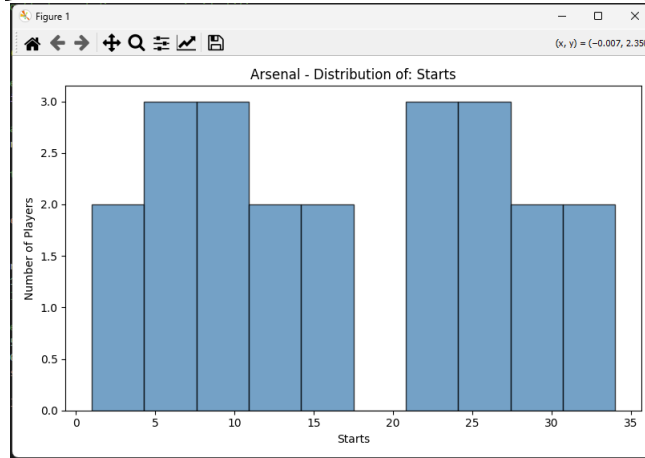 Figure 1
(x, y) = (−0.007, 2.35
Arsenal - Distribution of: Starts
Number of Players
3.0
2.5
2.0
1.5
1.0
0.5
0.0
0 5 10 15 20 25 30 35
Starts